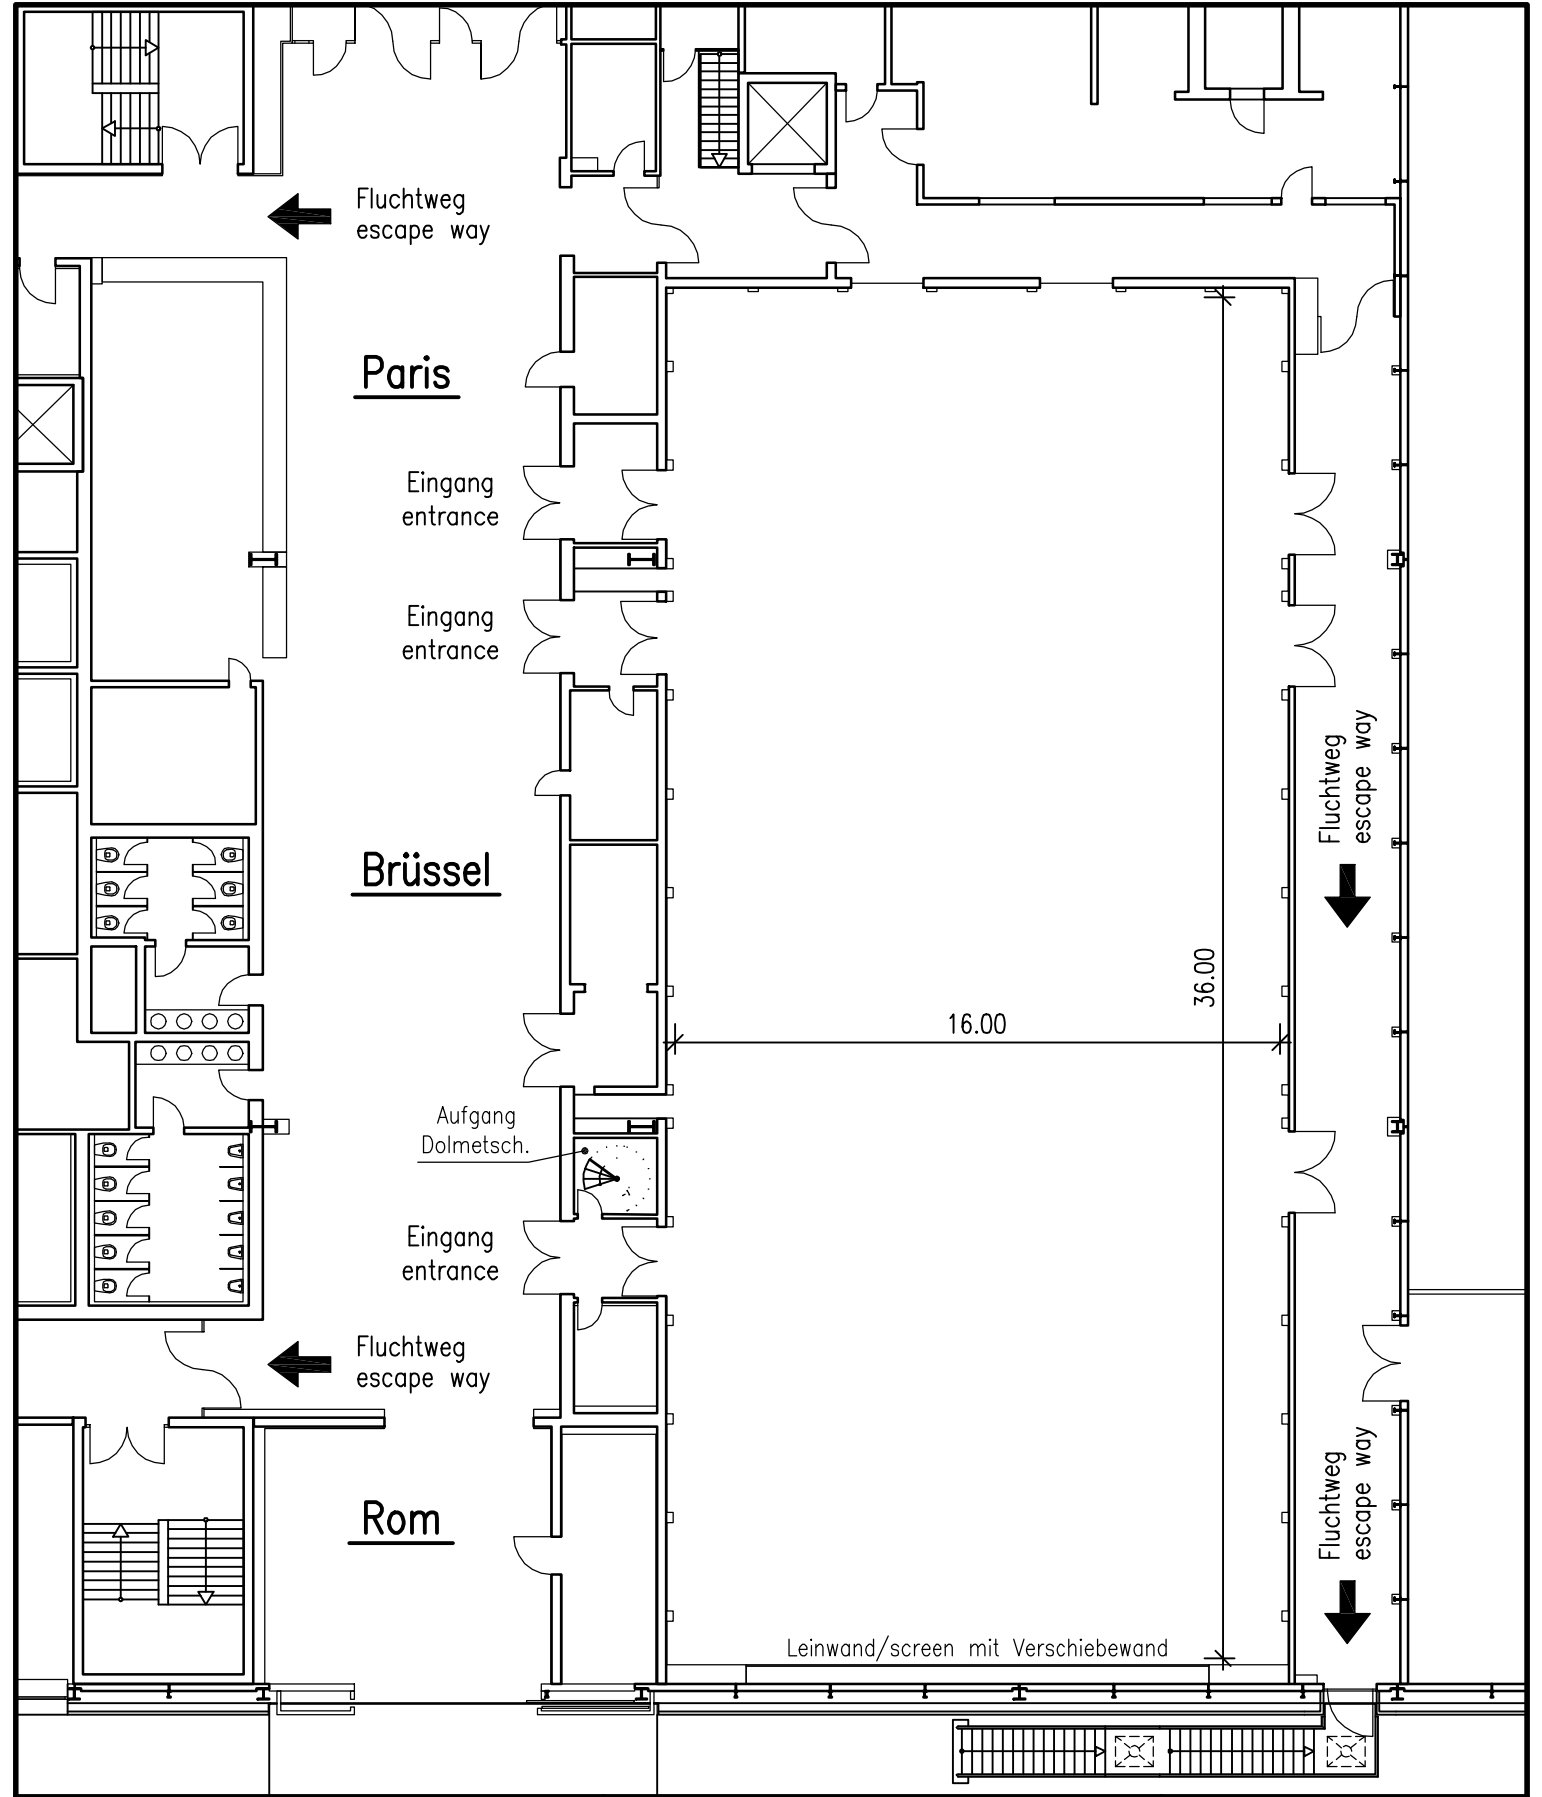 Fluchtweg
escape way
Paris
Eingang
entrance
Eingang
entrance
Fluchtweg
escape way
Brüssel
36.00
16.00
Aufgang
Dolmetsch.
Eingang
entrance
Fluchtweg
escape way
Fluchtweg
escape way
Rom
Leinwand/screen mit Verschiebewand